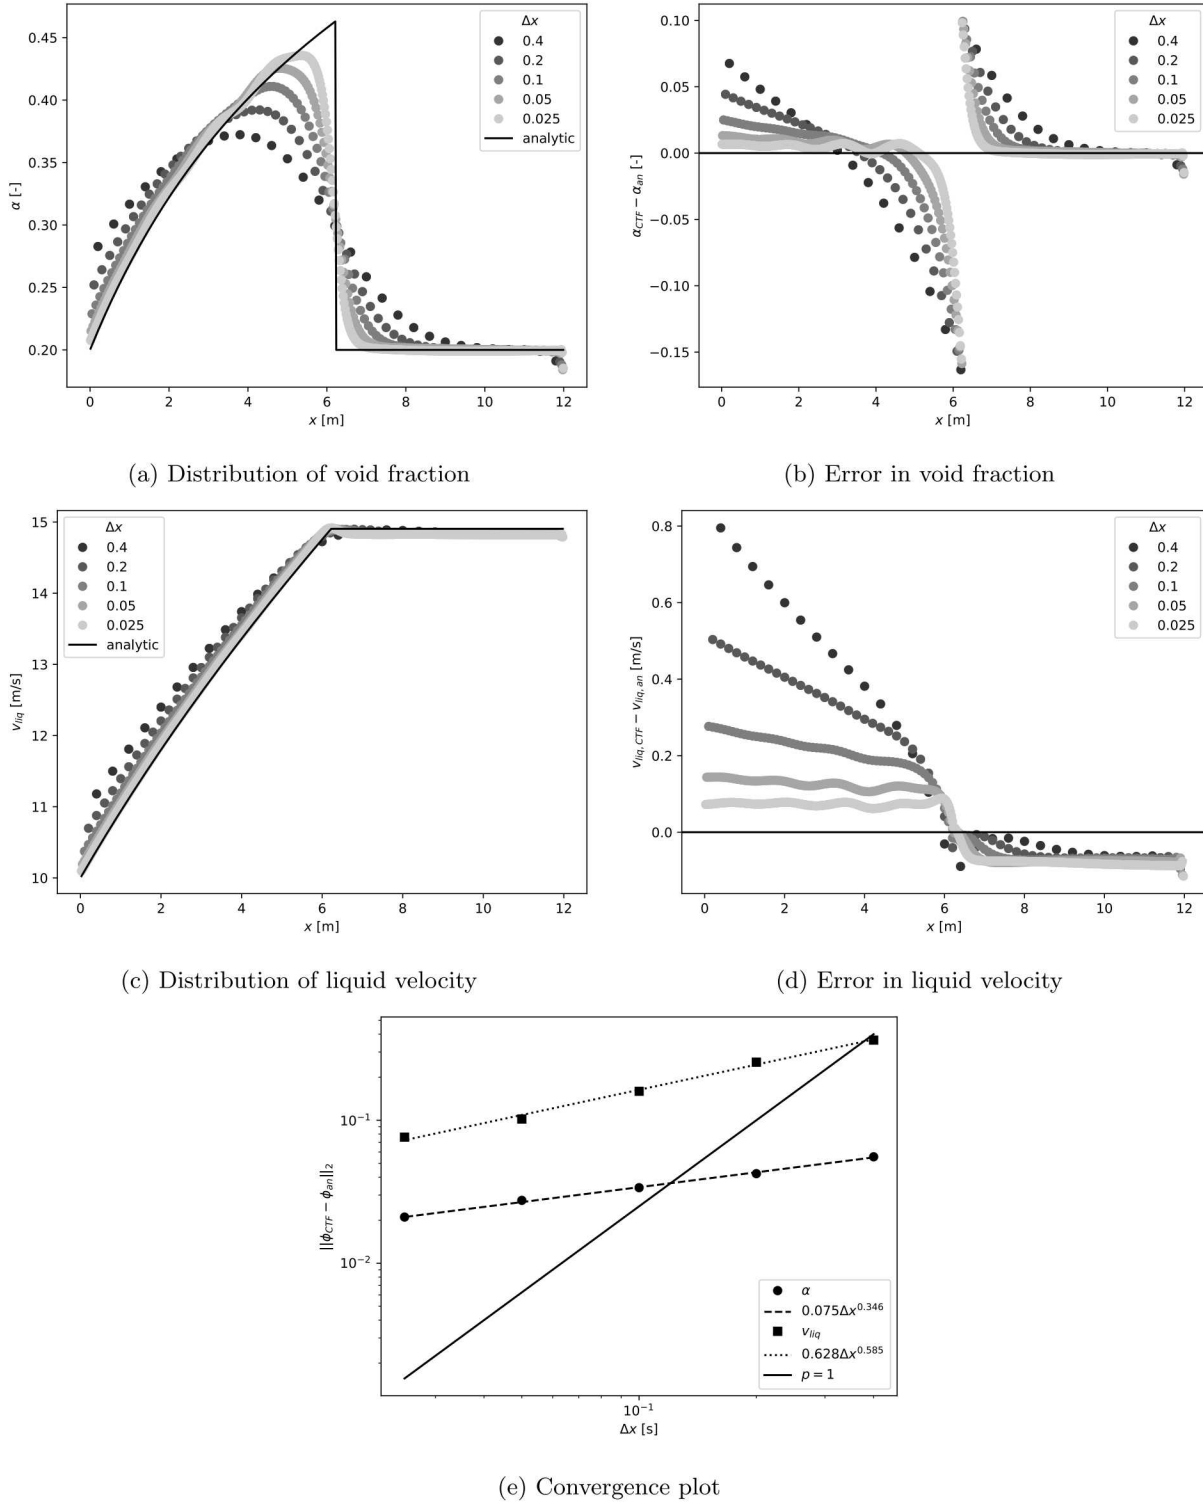 0.45
0.40
0.35
0.30
0.25
0.20
α [-]
0
2
4
6
8
10
12
x [m]
Δx
0.4
0.2
0.1
0.05
0.025
analytic
(a) Distribution of void fraction
0.10
0.05
0.00
−0.05
−0.10
−0.15
α_CTF − α_an [-]
0
2
4
6
8
10
12
x [m]
Δx
0.4
0.2
0.1
0.05
0.025
(b) Error in void fraction
15
14
13
12
11
10
v_liq [m/s]
0
2
4
6
8
10
12
x [m]
Δx
0.4
0.2
0.1
0.05
0.025
analytic
(c) Distribution of liquid velocity
0.8
0.6
0.4
0.2
0.0
v_liq,CTF − v_liq,an [m/s]
0
2
4
6
8
10
12
x [m]
Δx
0.4
0.2
0.1
0.05
0.025
(d) Error in liquid velocity
10⁻¹
10⁻²
||ϕ_CTF − ϕ_an||₂
10⁻¹
Δx [s]
α
0.075Δx^0.346
v_liq
0.628Δx^0.585
p = 1
(e) Convergence plot